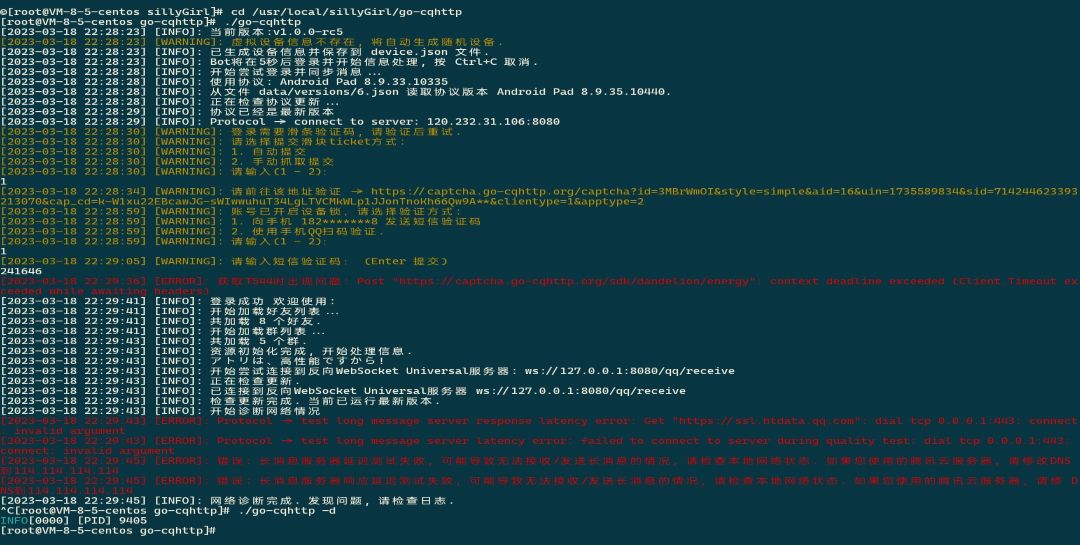 ©[root@VM-8-5-centos sillyGirl]# cd /usr/local/sillyGirl/go-cqhttp
[root@VM-8-5-centos go-cqhttp]# ./go-cqhttp
[2023-03-18 22:28:23] [INFO]: 当前版本:v1.0.0-rc5
[2023-03-18 22:28:23] [WARNING]: 虚拟设备信息不存在, 将自动生成随机设备.
[2023-03-18 22:28:23] [INFO]: 已生成设备信息并保存到 device.json 文件.
[2023-03-18 22:28:23] [INFO]: Bot将在5秒后登录并开始信息处理, 按 Ctrl+C 取消.
[2023-03-18 22:28:28] [INFO]: 开始尝试登录并同步消息...
[2023-03-18 22:28:28] [INFO]: 使用协议: Android Pad 8.9.33.10335
[2023-03-18 22:28:28] [INFO]: 从文件 data/versions/6.json 读取协议版本 Android Pad 8.9.35.10440.
[2023-03-18 22:28:28] [INFO]: 正在检查协议更新...
[2023-03-18 22:28:29] [INFO]: 协议已经是最新版本
[2023-03-18 22:28:29] [INFO]: Protocol -> connect to server: 120.232.31.106:8080
[2023-03-18 22:28:30] [WARNING]: 登录需要滑条验证码, 请验证后重试.
[2023-03-18 22:28:30] [WARNING]: 请选择提交滑块ticket方式:
[2023-03-18 22:28:30] [WARNING]: 1. 自动提交
[2023-03-18 22:28:30] [WARNING]: 2. 手动抓取提交
[2023-03-18 22:28:30] [WARNING]: 请输入(1 - 2):
1
[2023-03-18 22:28:34] [WARNING]: 请前往该地址验证 -> https://captcha.go-cqhttp.org/captcha?id=3MBrWmOI&style=simple&aid=16&uin=1735589834&sid=714244623393
213070&cap_cd=k-W1xu22EBcawJG-sWIwwuhuT34LgLTVCMkWLp1JJonTnoKh66Qw9A**&clientype=1&apptype=2
[2023-03-18 22:28:59] [WARNING]: 账号已开启设备锁, 请选择验证方式:
[2023-03-18 22:28:59] [WARNING]: 1. 向手机 182*******8 发送短信验证码
[2023-03-18 22:28:59] [WARNING]: 2. 使用手机QQ扫码验证.
[2023-03-18 22:28:59] [WARNING]: 请输入(1 - 2):
1
[2023-03-18 22:29:05] [WARNING]: 请输入短信验证码: (Enter 提交)
241646
[2023-03-18 22:29:36] [ERROR]: 获取T544时出现问题: Post "https://captcha.go-cqhttp.org/sdk/dandelion/energy": context deadline exceeded (Client.Timeout ex
ceeded while awaiting headers)
[2023-03-18 22:29:41] [INFO]: 登录成功 欢迎使用:
[2023-03-18 22:29:41] [INFO]: 开始加载好友列表...
[2023-03-18 22:29:41] [INFO]: 共加载 8 个好友.
[2023-03-18 22:29:41] [INFO]: 开始加载群列表...
[2023-03-18 22:29:43] [INFO]: 共加载 5 个群.
[2023-03-18 22:29:43] [INFO]: 资源初始化完成, 开始处理信息.
[2023-03-18 22:29:43] [INFO]: アトリは、高性能ですから!
[2023-03-18 22:29:43] [INFO]: 开始尝试连接到反向WebSocket Universal服务器: ws://127.0.0.1:8080/qq/receive
[2023-03-18 22:29:43] [INFO]: 正在检查更新.
[2023-03-18 22:29:43] [INFO]: 已连接到反向WebSocket Universal服务器 ws://127.0.0.1:8080/qq/receive
[2023-03-18 22:29:43] [INFO]: 检查更新完成. 当前已运行最新版本.
[2023-03-18 22:29:43] [INFO]: 开始诊断网络情况
[2023-03-18 22:29:43] [ERROR]: Protocol -> test long message server response latency error: Get "https://ssl.htdata.qq.com": dial tcp 0.0.0.1:443: connect
: invalid argument
[2023-03-18 22:29:43] [ERROR]: Protocol -> test long message server latency error: failed to connect to server during quality test: dial tcp 0.0.0.1:443:
connect: invalid argument
[2023-03-18 22:29:45] [ERROR]: 错误: 长消息服务器延迟测试失败, 可能导致无法接收/发送长消息的情况, 请检查本地网络状态. 如果您使用的腾讯云服务器, 请修改DNS
到114.114.114.114
[2023-03-18 22:29:45] [ERROR]: 错误: 长消息服务器响应延迟测试失败, 可能导致无法接收/发送长消息的情况, 请检查本地网络状态. 如果您使用的腾讯云服务器, 请修 D
NS到114.114.114.114
[2023-03-18 22:29:45] [INFO]: 网络诊断完成. 发现问题, 请检查日志.
^C[root@VM-8-5-centos go-cqhttp]# ./go-cqhttp -d
INFO[0000] [PID] 9405
[root@VM-8-5-centos go-cqhttp]#